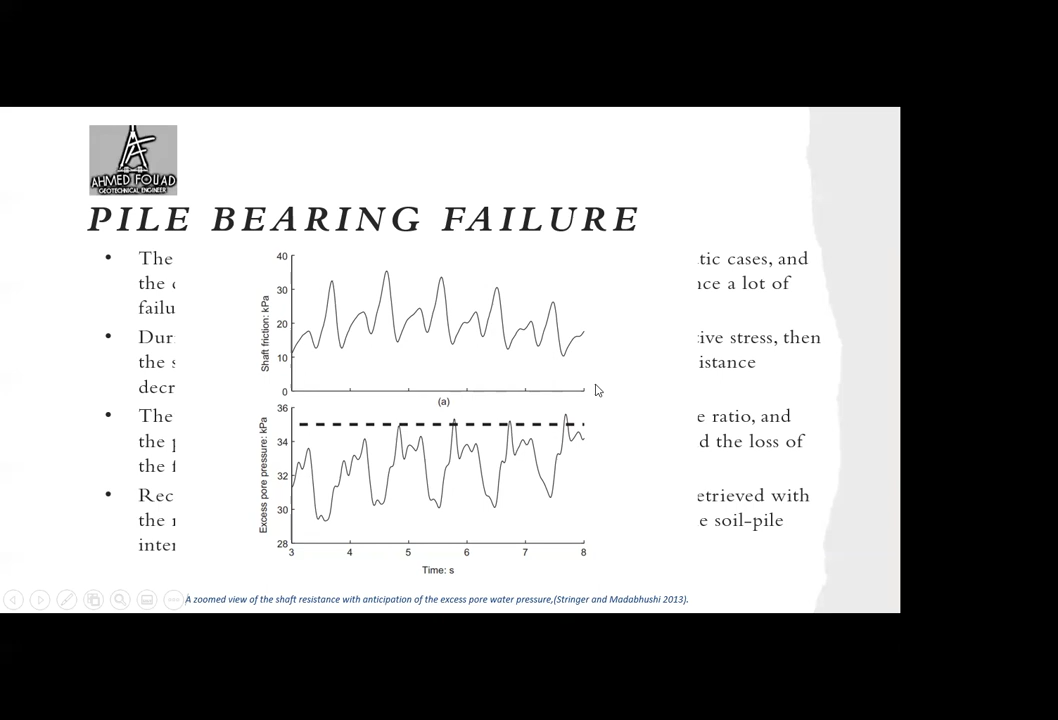 AHMED FOUAD
GEOTECHNICAL ENGINEER
PILE BEARING FAILURE
• The
the
failu
• Duri
the s
decr
• The
the p
the f
• Rec
the
inter
tic cases, and
nce a lot of
ive stress, then
istance
e ratio, and
d the loss of
etrieved with
e soil-pile
40
30
20
10
0
Shaft friction: kPa
(a)
36
34
32
30
28
Excess pore pressure: kPa
3 4 5 6 7 8
Time: s
A zoomed view of the shaft resistance with anticipation of the excess pore water pressure,(Stringer and Madabhushi 2013).